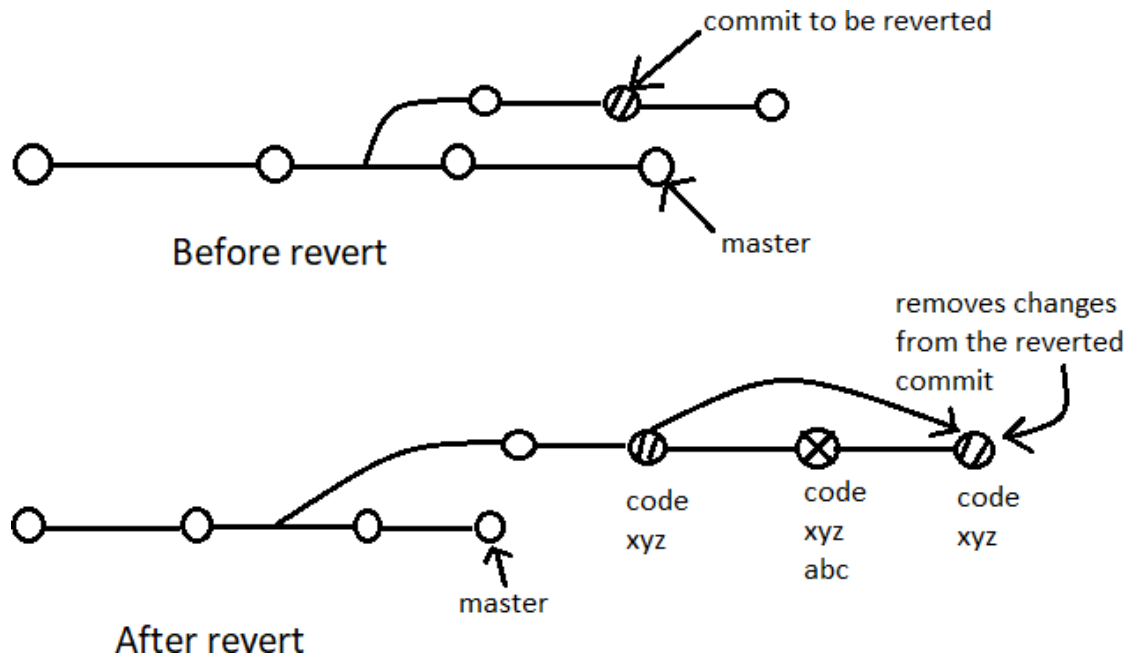 commit to be reverted
master
Before revert
removes changes
from the reverted
commit
code
xyz
code
xyz
abc
code
xyz
master
After revert